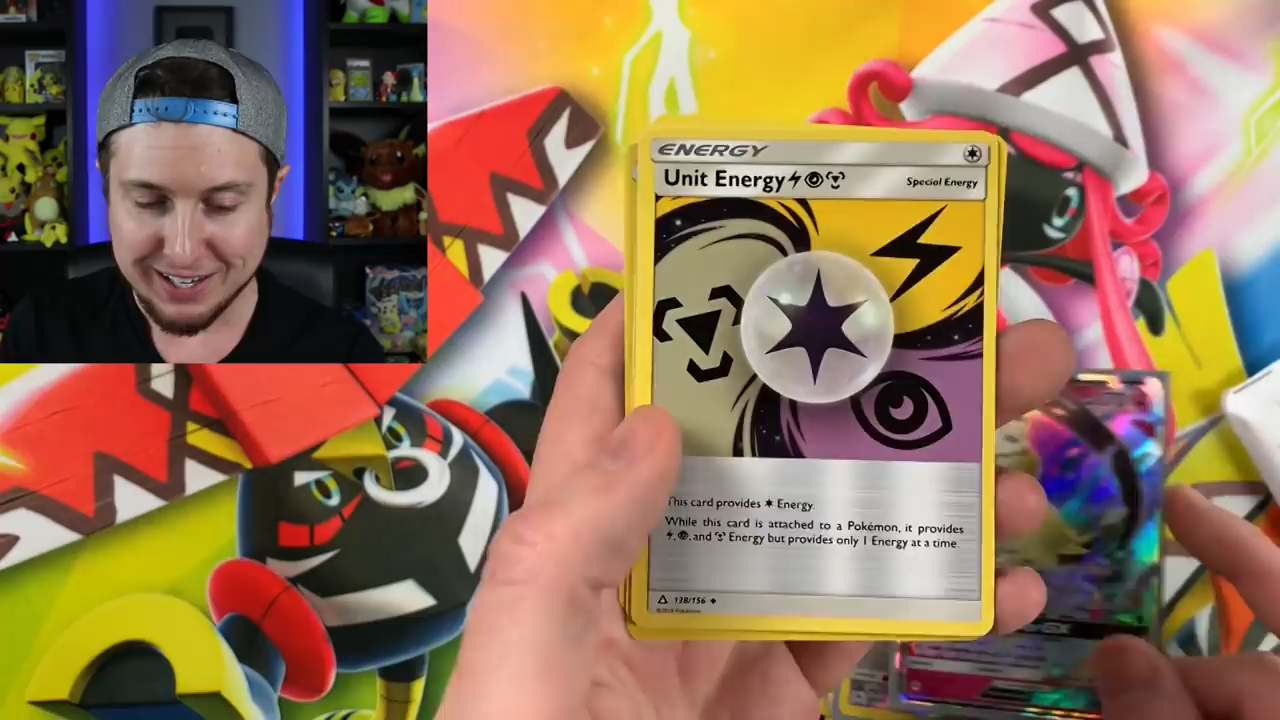 ENERGY
Unit Energy
Special Energy
This card provides Energy.
While this card is attached to a Pokémon, it provides
, , and Energy but provides only 1 Energy at a time.
138/156